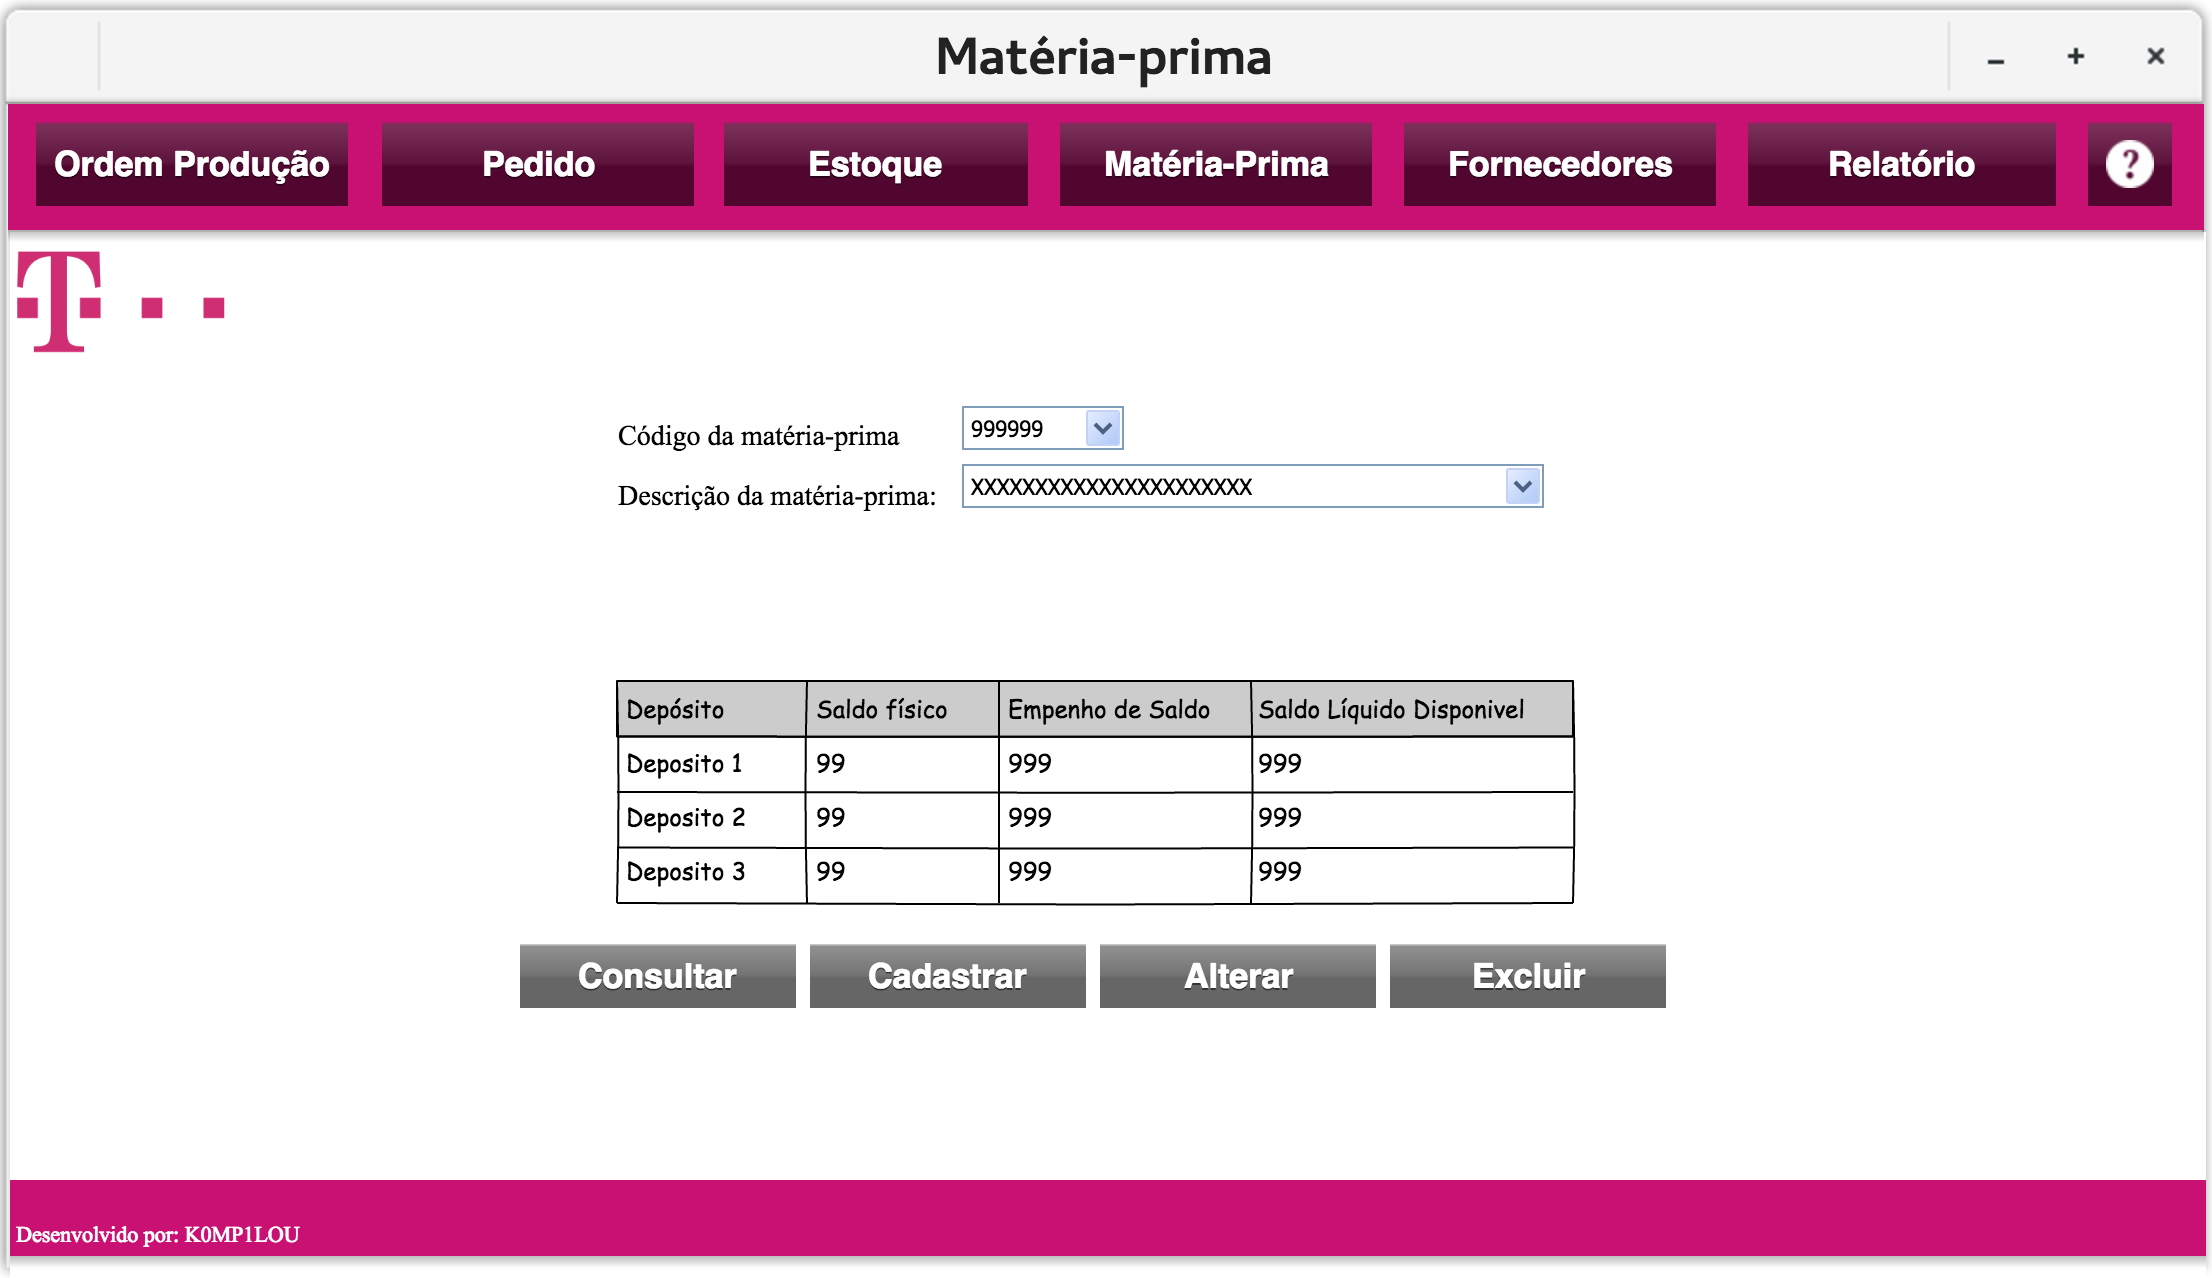 Matéria-prima
Ordem Produção Pedido Estoque Matéria-Prima Fornecedores Relatório ?
T
Código da matéria-prima 999999
Descrição da matéria-prima: XXXXXXXXXXXXXXXXXXXXXX
Depósito Saldo físico Empenho de Saldo Saldo Líquido Disponivel
Deposito 1 99 999 999
Deposito 2 99 999 999
Deposito 3 99 999 999
Consultar Cadastrar Alterar Excluir
Desenvolvido por: K0MP1LOU